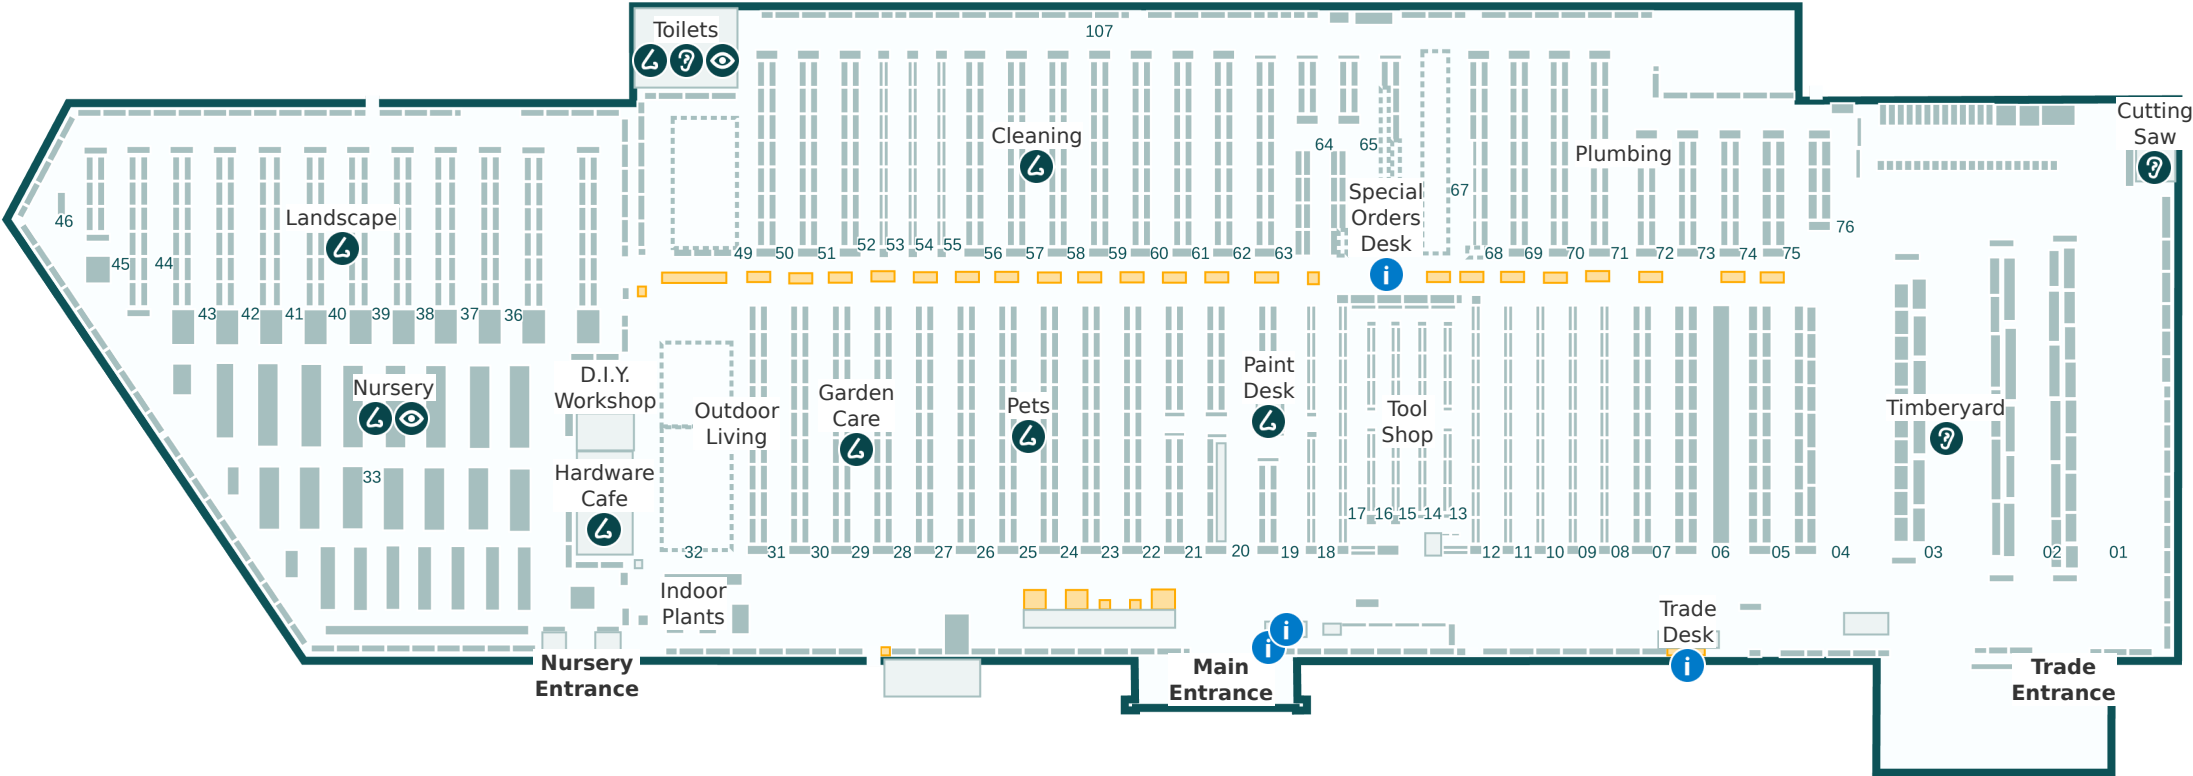 Toilets
107
Cutting
Saw
Cleaning
64
65
Plumbing
Special
Orders
Desk
67
46
Landscape
76
45
44
49
50
51
52
53
54
55
56
57
58
59
60
61
62
63
68
69
70
71
72
73
74
75
43
42
41
40
39
38
37
36
Nursery
D.I.Y.
Workshop
Outdoor
Living
Garden
Care
Pets
Paint
Desk
Tool
Shop
Timberyard
33
Hardware
Cafe
17
16
15
14
13
32
31
30
29
28
27
26
25
24
23
22
21
20
19
18
12
11
10
09
08
07
06
05
04
03
02
01
Indoor
Plants
Trade
Desk
Nursery
Entrance
Main
Entrance
Trade
Entrance